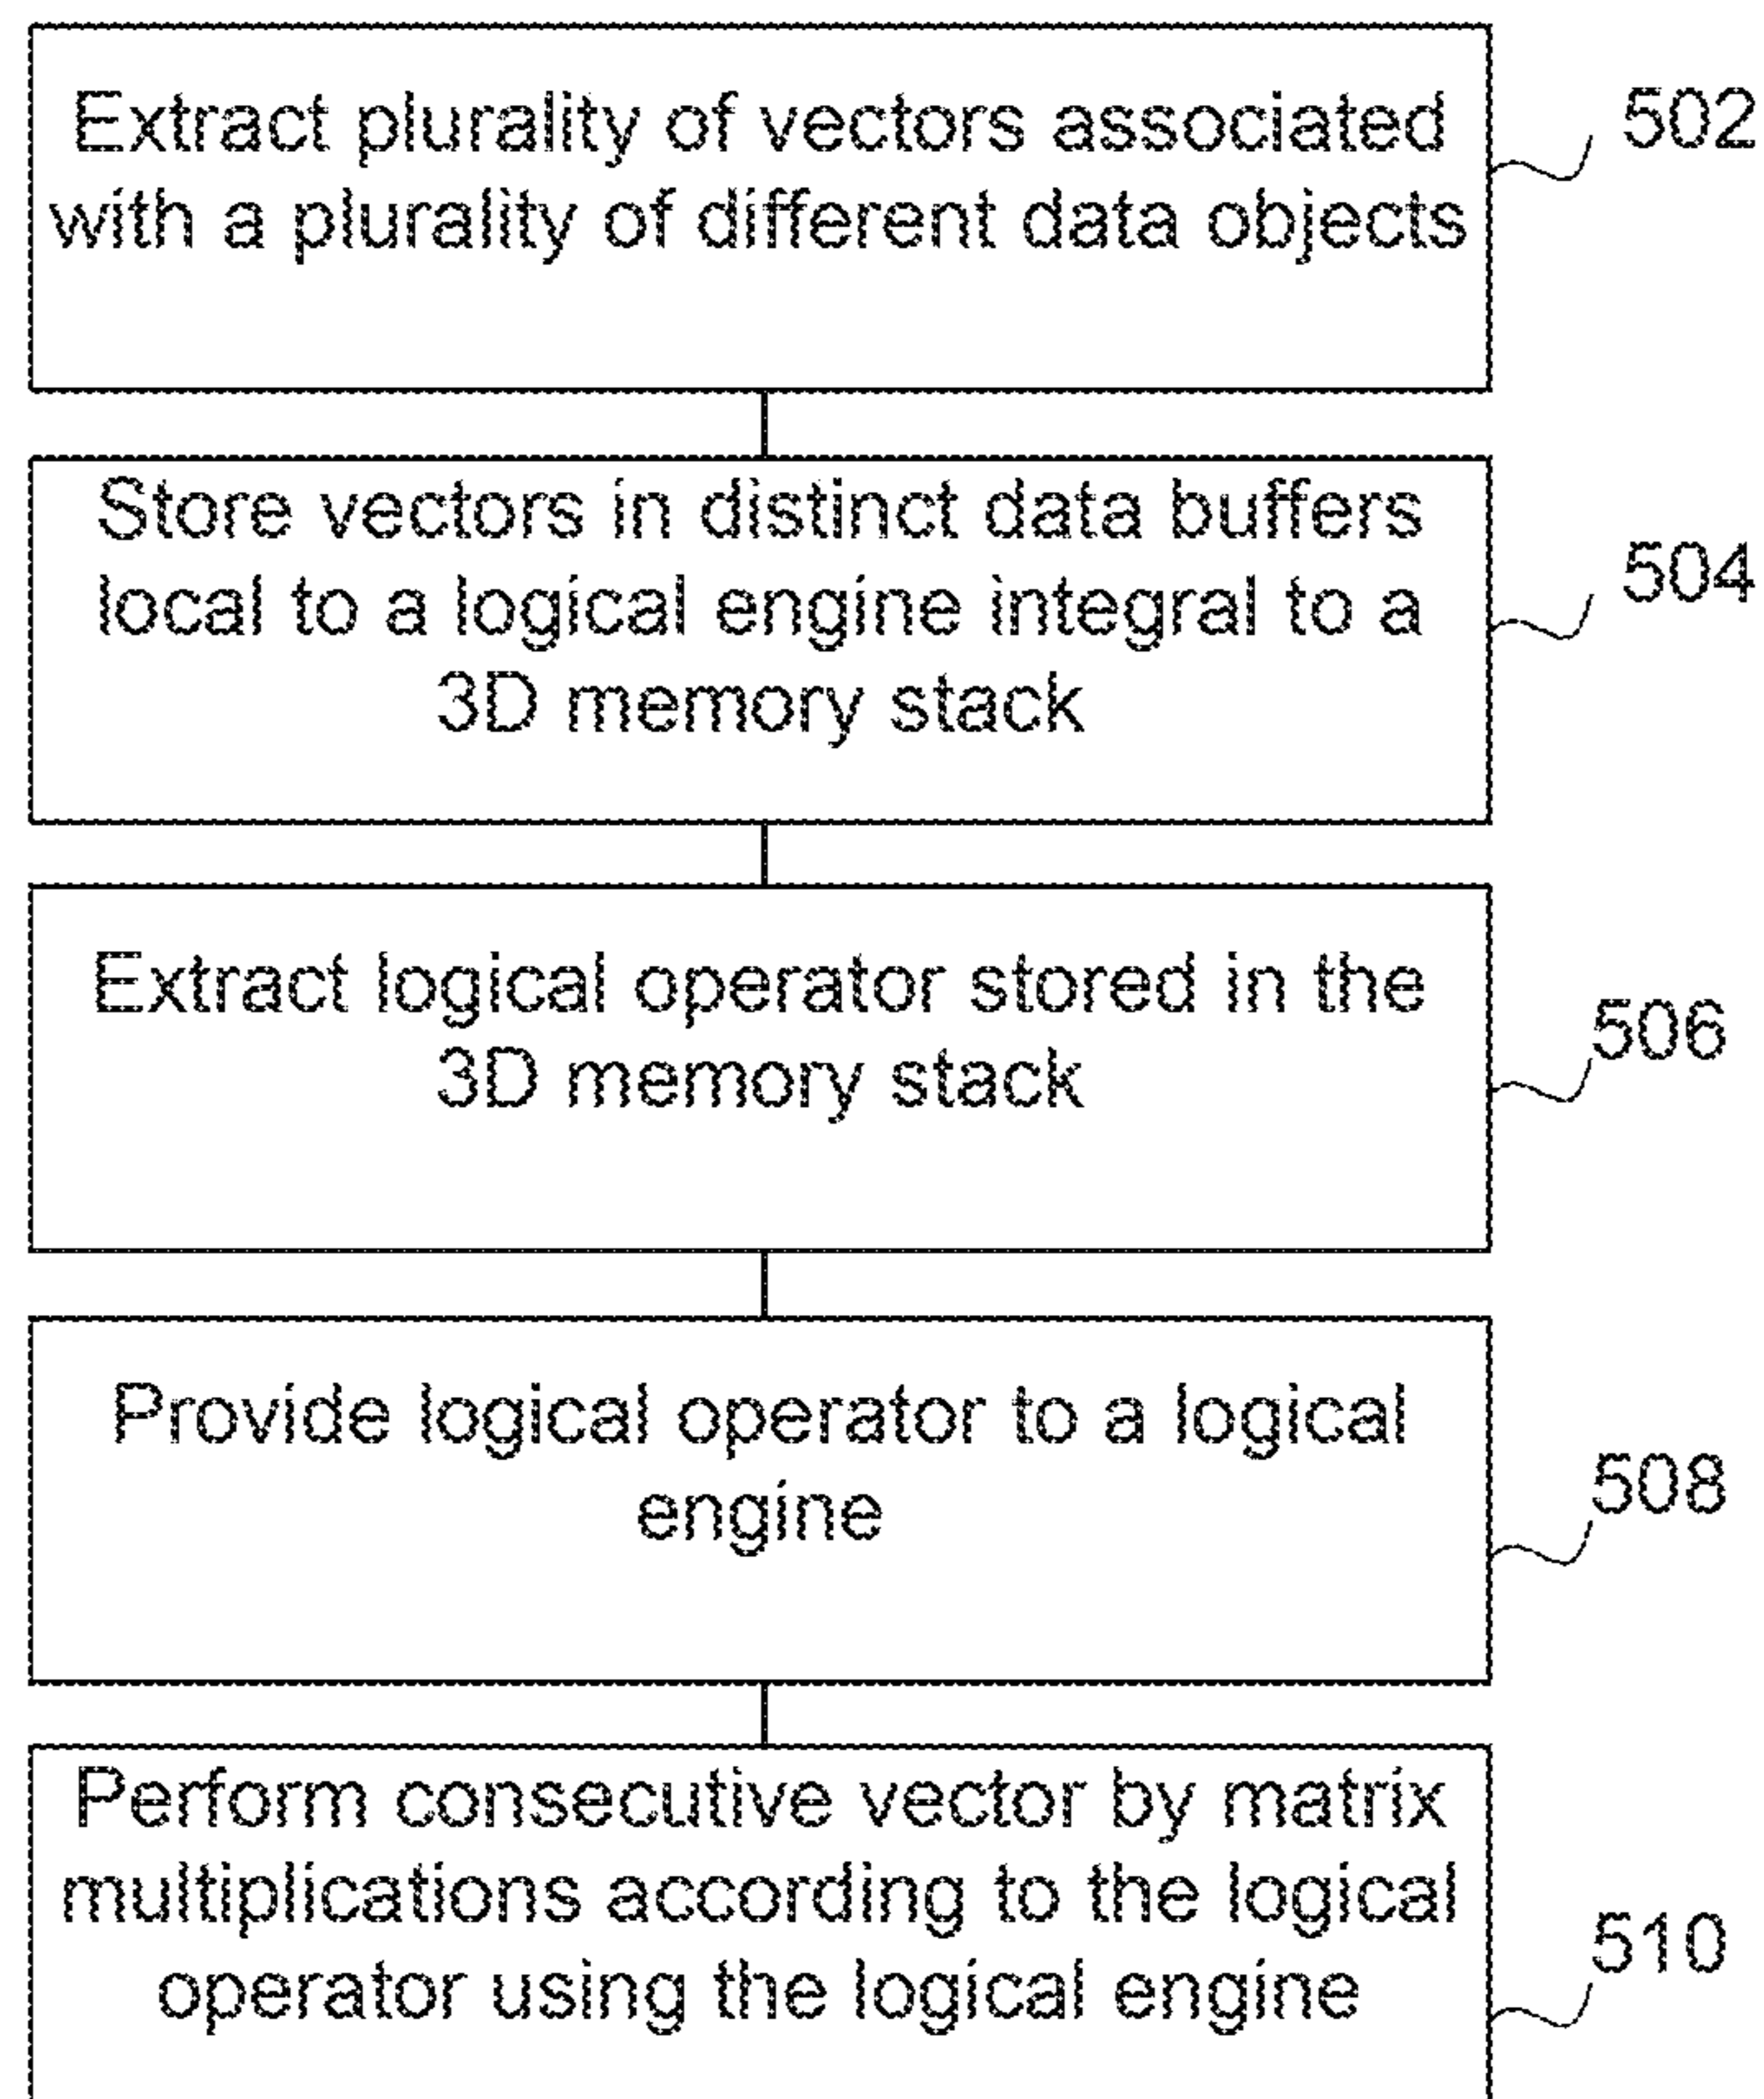 Extract plurality of vectors associated
with a plurality of different data objects
502
Store vectors in distinct data buffers
local to a logical engine integral to a
3D memory stack
504
Extract logical operator stored in the
3D memory stack
506
Provide logical operator to a logical
engine
508
Perform consecutive vector by matrix
multiplications according to the logical
operator using the logical engine
510